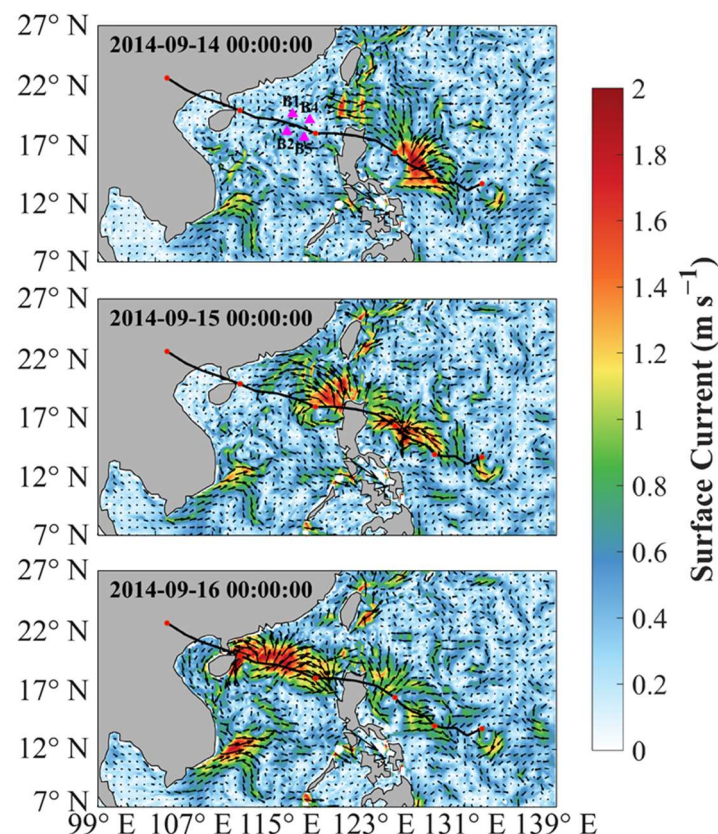 27° N
2014-09-14 00:00:00
22° N
B1 B4
17° N
B2 B5
12° N
7° N
27° N
2014-09-15 00:00:00
22° N
17° N
12° N
7° N
27° N
2014-09-16 00:00:00
22° N
17° N
12° N
7° N
99° E 107° E 115° E 123° E 131° E 139° E
2
1.8
1.6
1.4
1.2
1
0.8
0.6
0.4
0.2
0
Surface Current (m s⁻¹)